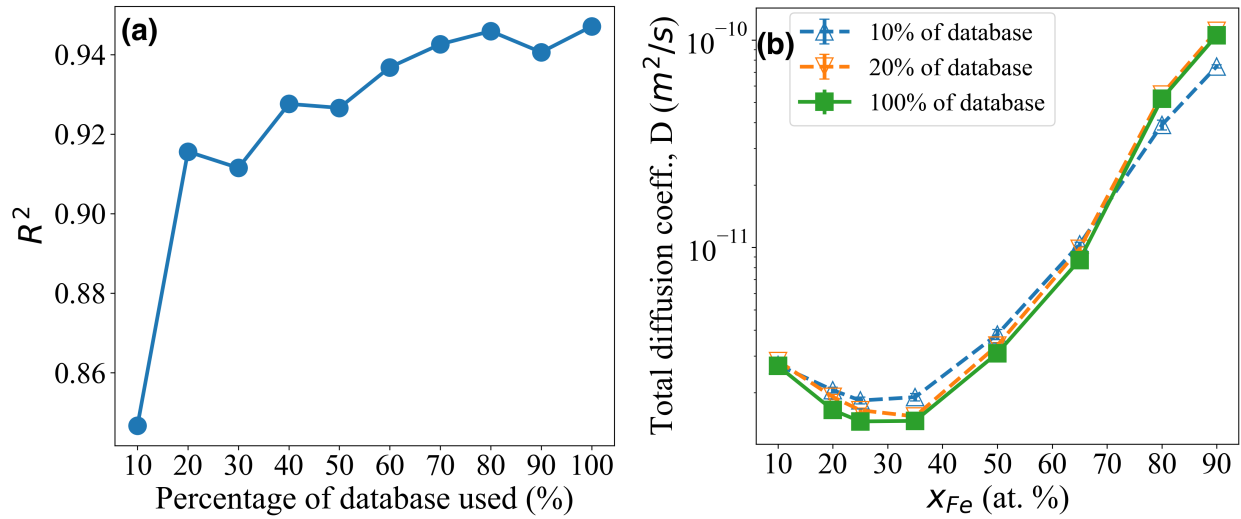 (a)
R²
0.94
0.92
0.90
0.88
0.86
10 20 30 40 50 60 70 80 90 100
Percentage of database used (%)
(b)
10% of database
20% of database
100% of database
Total diffusion coeff., D (m²/s)
10⁻¹⁰
10⁻¹¹
10 20 30 40 50 60 70 80 90
x_Fe (at. %)